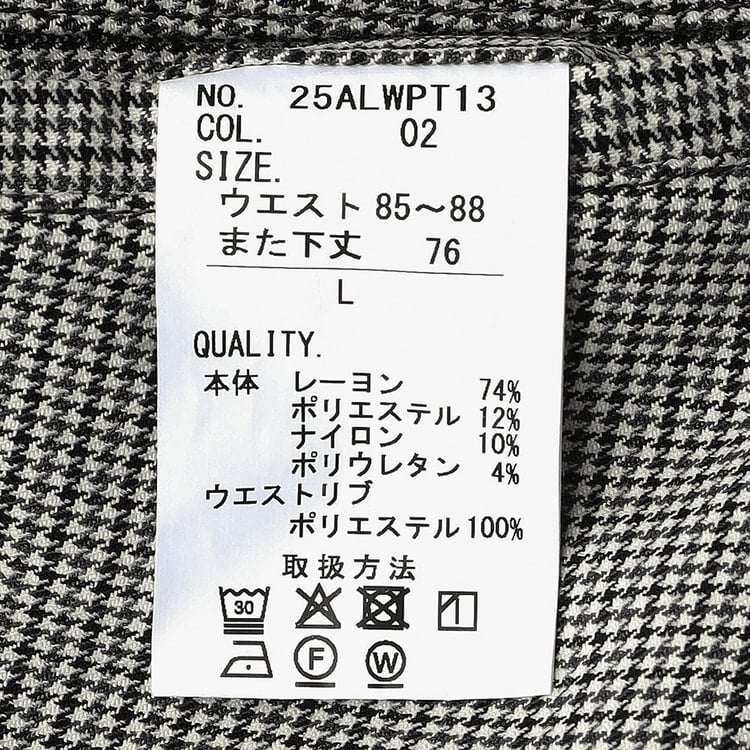 NO. 25ALWPT13
COL. 02
SIZE.
ウエスト 85～88
また下丈 76
L
QUALITY.
本体 レーヨン 74%
ポリエステル 12%
ナイロン 10%
ポリウレタン 4%
ウエストリブ
ポリエステル 100%
取扱方法
30
F W